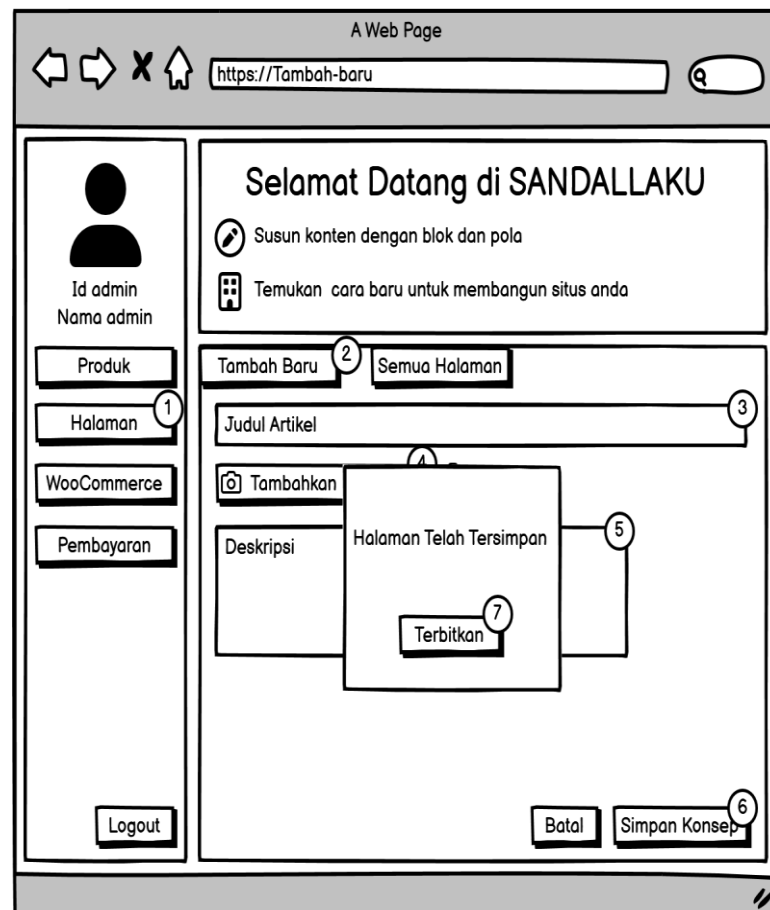 A Web Page
https://Tambah-baru
Selamat Datang di SANDALLAKU
Susun konten dengan blok dan pola
Temukan cara baru untuk membangun situs anda
Id admin
Nama admin
Produk
Halaman 1
WooCommerce
Pembayaran
Logout
Tambah Baru 2
Semua Halaman
Judul Artikel 3
Tambahkan 4
Deskripsi 5
Halaman Telah Tersimpan
Terbitkan 7
Batal
Simpan Konsep 6